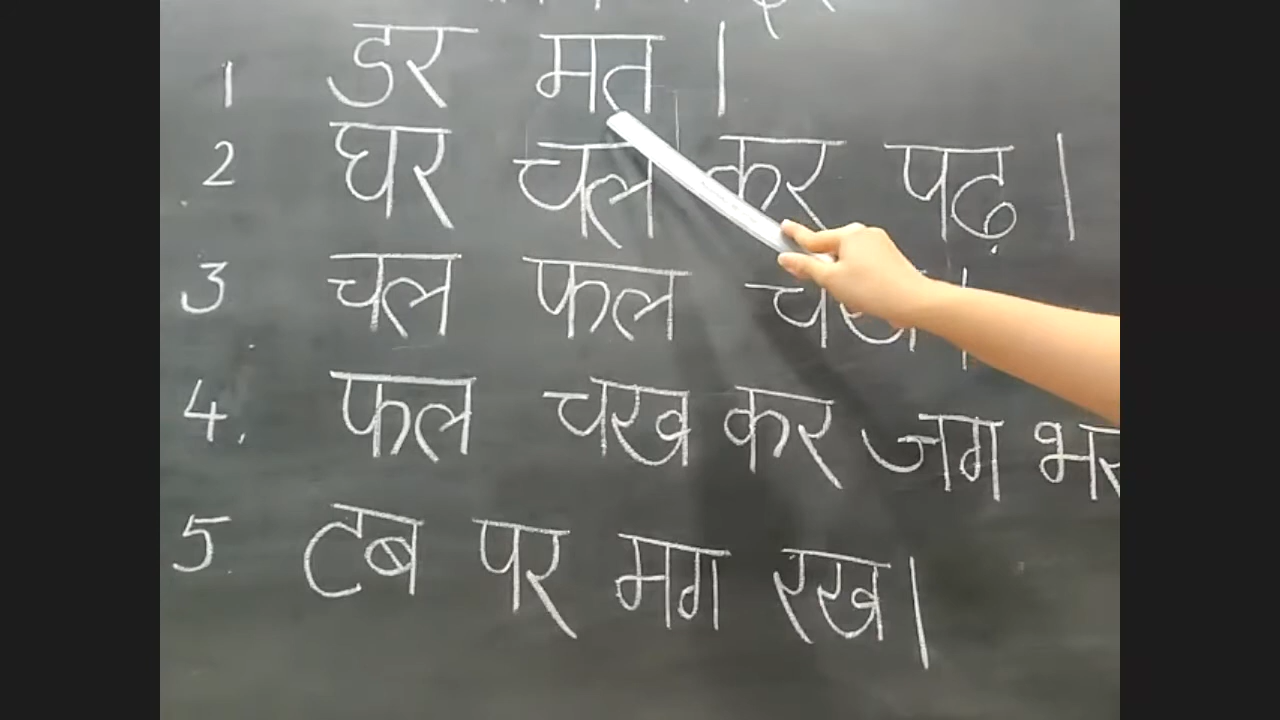 1 डर मत ।
2 घर चल कर पढ़ ।
3 चल फल चख ।
4. फल चख कर जग भर
5. टब पर मग रख ।